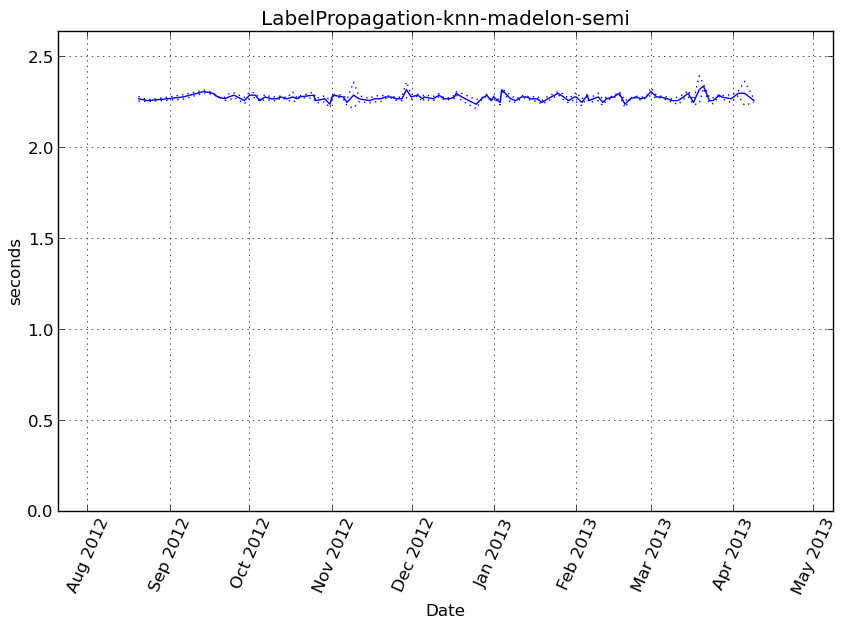 LabelPropagation-knn-madelon-semi
2.5
2.0
1.5
1.0
0.5
0.0
seconds
Aug 2012
Sep 2012
Oct 2012
Nov 2012
Dec 2012
Jan 2013
Feb 2013
Mar 2013
Apr 2013
May 2013
Date